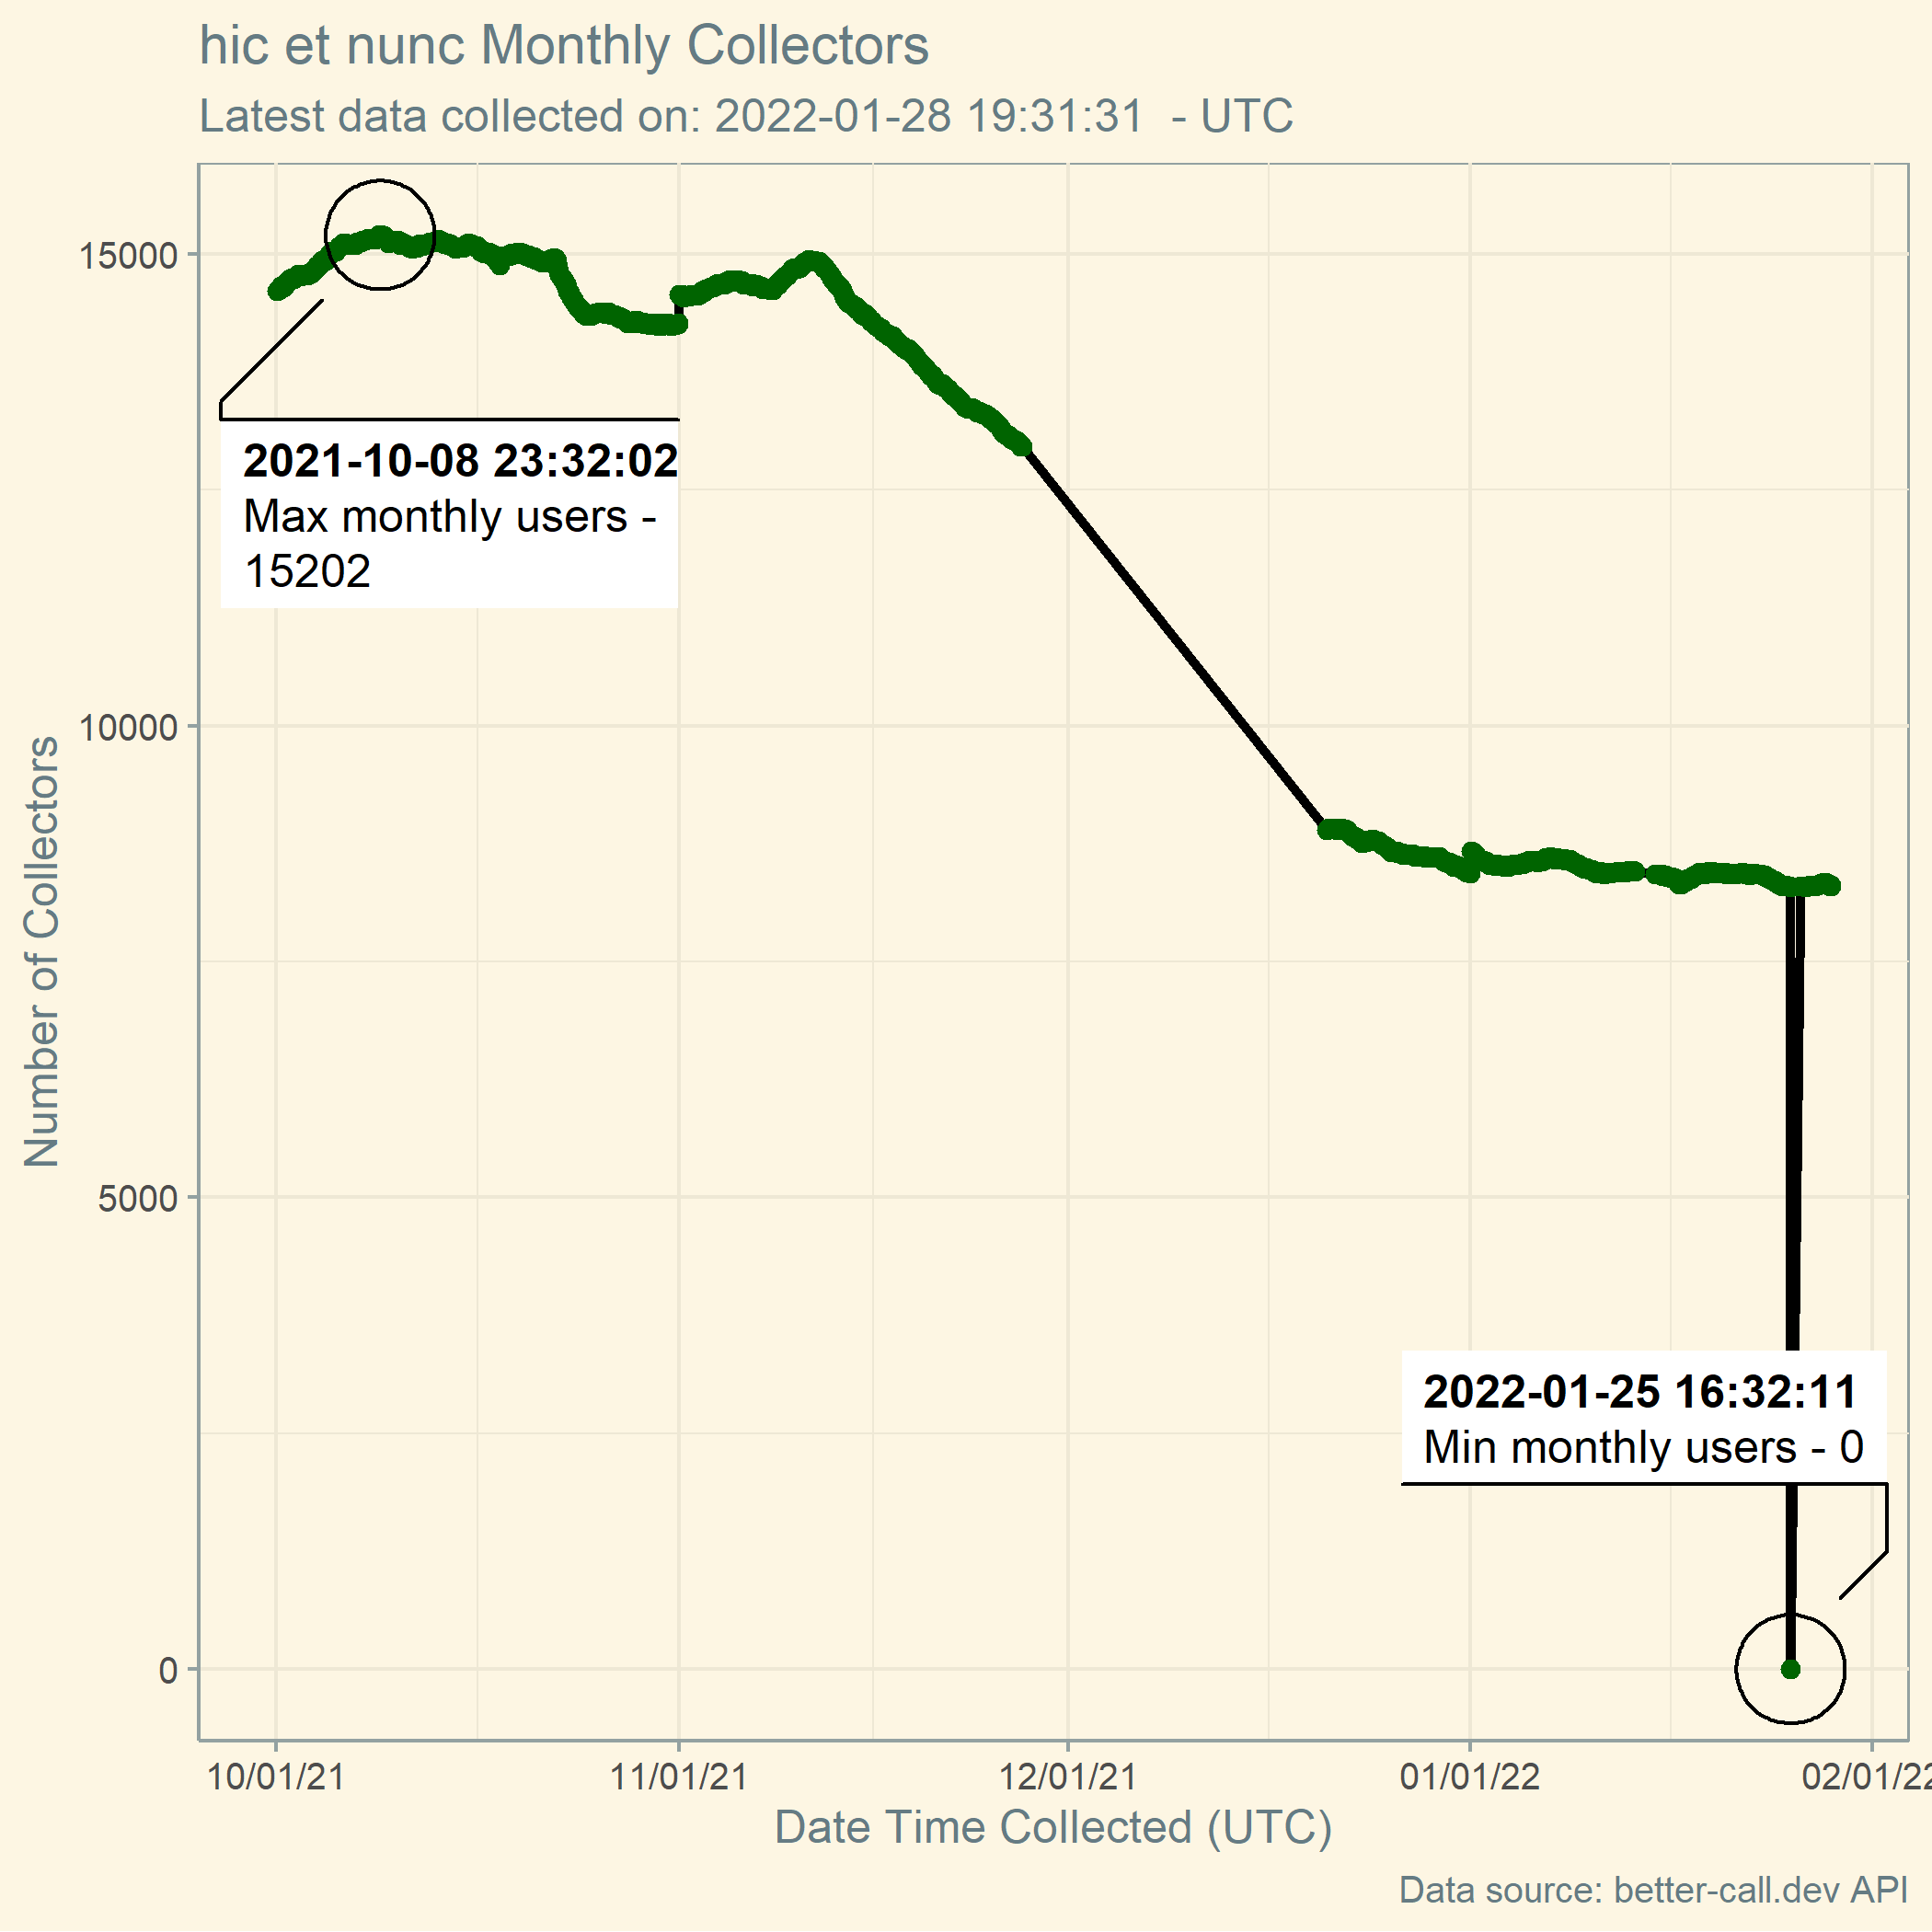 hic et nunc Monthly Collectors
Latest data collected on: 2022-01-28 19:31:31  - UTC
Number of Collectors
15000
10000
5000
0
2021-10-08 23:32:02
Max monthly users -
15202
2022-01-25 16:32:11
Min monthly users - 0
10/01/21 11/01/21 12/01/21 01/01/22 02/01/22
Date Time Collected (UTC)
Data source: better-call.dev API